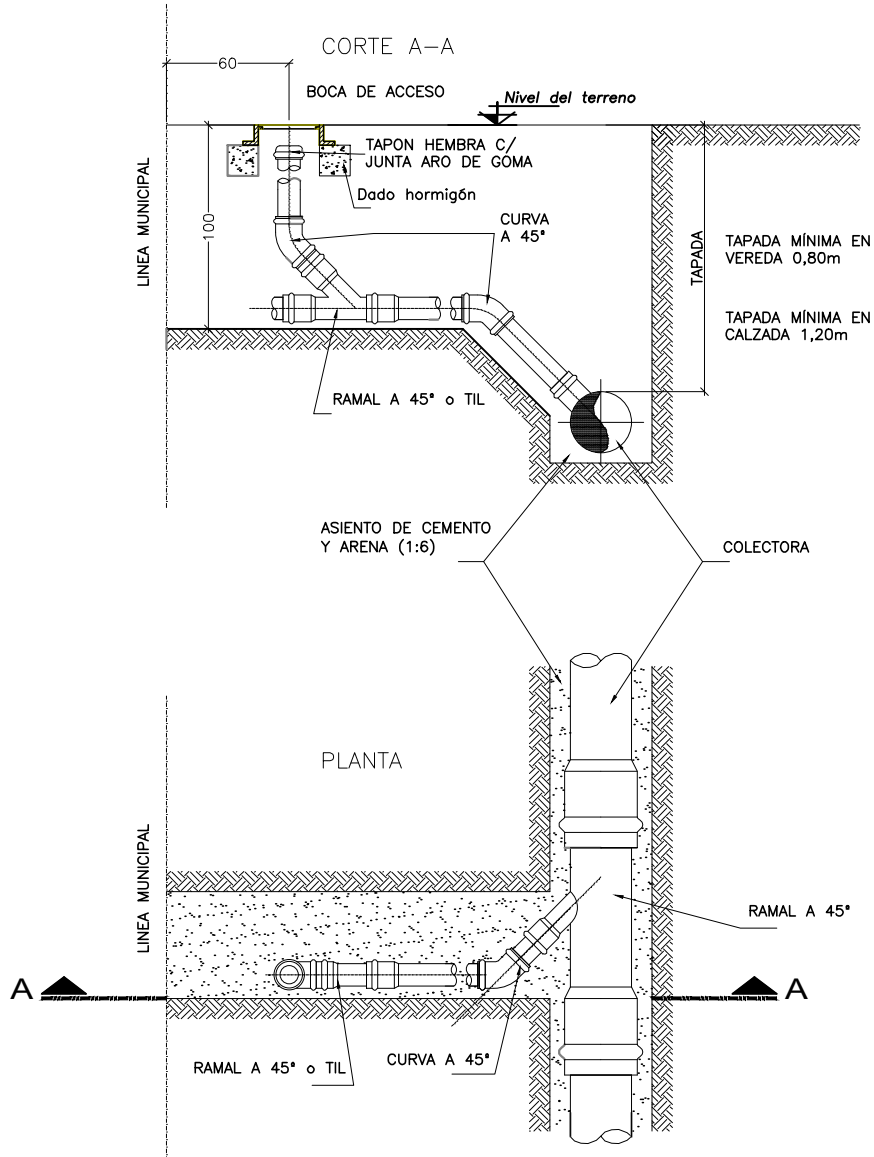 CORTE A-A
60
BOCA DE ACCESO
Nivel del terreno
TAPON HEMBRA C/
JUNTA ARO DE GOMA
Dado hormigón
LINEA MUNICIPAL
100
CURVA
A 45°
TAPADA
TAPADA MÍNIMA EN
VEREDA 0,80m
TAPADA MÍNIMA EN
CALZADA 1,20m
RAMAL A 45° o TIL
ASIENTO DE CEMENTO
Y ARENA (1:6)
COLECTORA
PLANTA
LINEA MUNICIPAL
RAMAL A 45°
A
A
RAMAL A 45° o TIL
CURVA A 45°